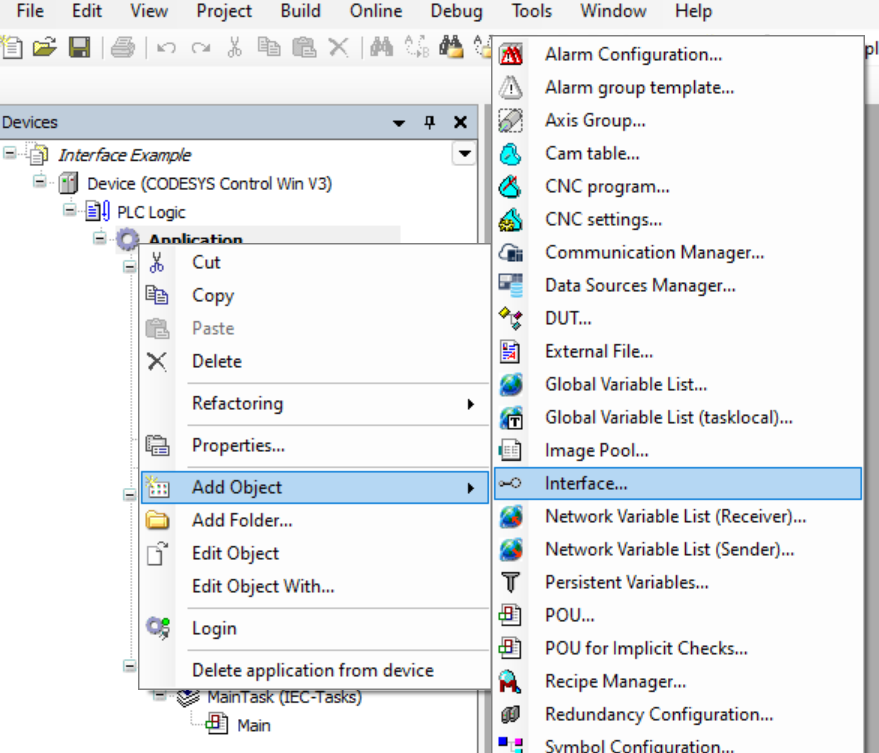 File Edit View Project Build Online Debug Tools Window Help
Devices
Interface Example
Device (CODESYS Control Win V3)
PLC Logic
Application
Cut
Copy
Paste
Delete
Refactoring
Properties...
Add Object
Add Folder...
Edit Object
Edit Object With...
Login
Delete application from device
MainTask (IEC-Tasks)
Main
Alarm Configuration...
Alarm group template...
Axis Group...
Cam table...
CNC program...
CNC settings...
Communication Manager...
Data Sources Manager...
DUT...
External File...
Global Variable List...
Global Variable List (tasklocal)...
Image Pool...
Interface...
Network Variable List (Receiver)...
Network Variable List (Sender)...
Persistent Variables...
POU...
POU for Implicit Checks...
Recipe Manager...
Redundancy Configuration...
Symbol Configuration...